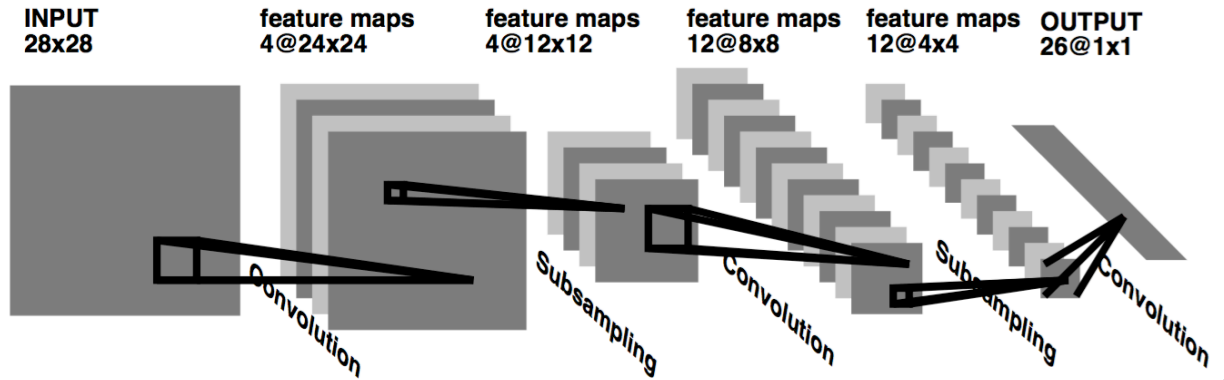 INPUT
28x28
feature maps
4@24x24
feature maps
4@12x12
feature maps
12@8x8
feature maps
12@4x4
OUTPUT
26@1x1
Convolution
Subsampling
Convolution
Subsampling
Convolution